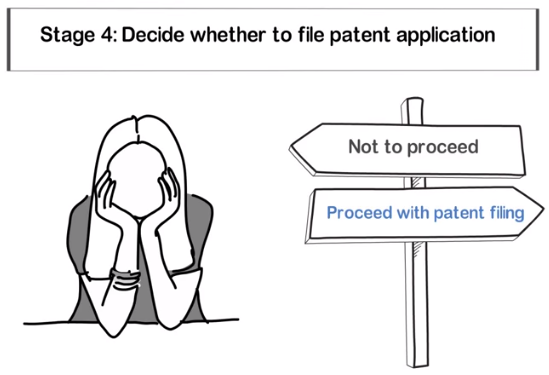 Stage 4: Decide whether to file patent application
Not to proceed
Proceed with patent filing